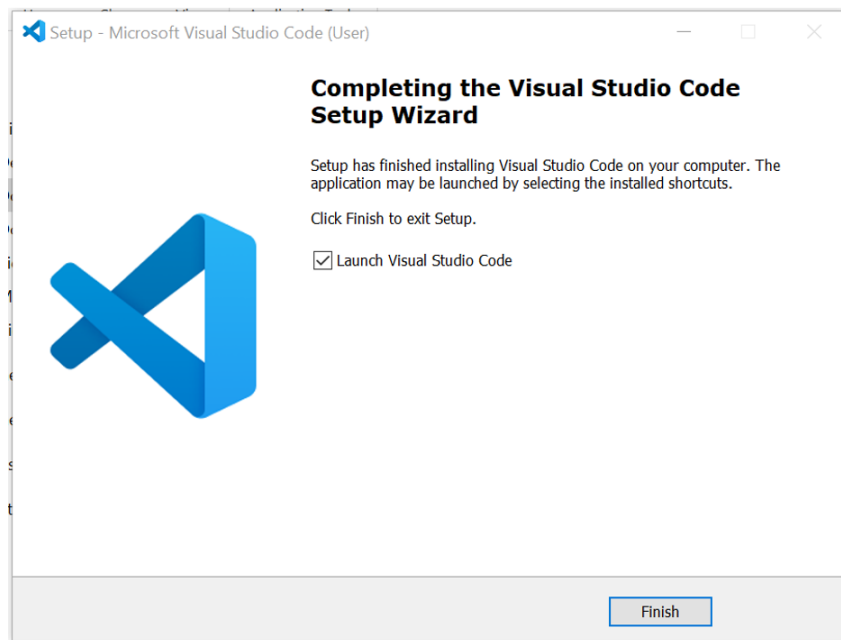 Setup - Microsoft Visual Studio Code (User)
Completing the Visual Studio Code
Setup Wizard
Setup has finished installing Visual Studio Code on your computer. The
application may be launched by selecting the installed shortcuts.
Click Finish to exit Setup.
Launch Visual Studio Code
Finish